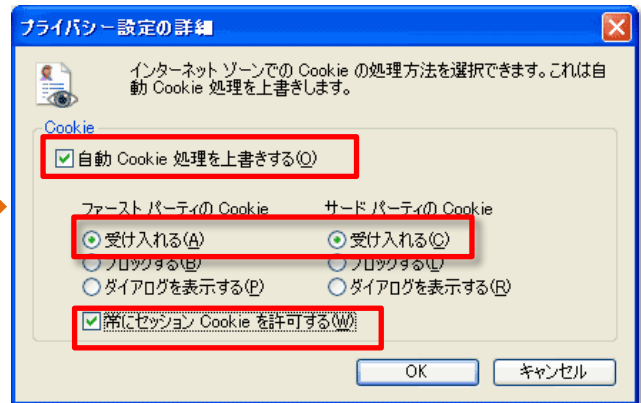 プライバシー設定の詳細
インターネット ゾーンでの Cookie の処理方法を選択できます。これは自
動 Cookie 処理を上書きします。
Cookie
自動 Cookie 処理を上書きする(O)
ファースト パーティの Cookie サード パーティの Cookie
受け入れる(A) 受け入れる(C)
ブロックする(B) ブロックする(L)
ダイアログを表示する(P) ダイアログを表示する(R)
常にセッション Cookie を許可する(W)
OK キャンセル